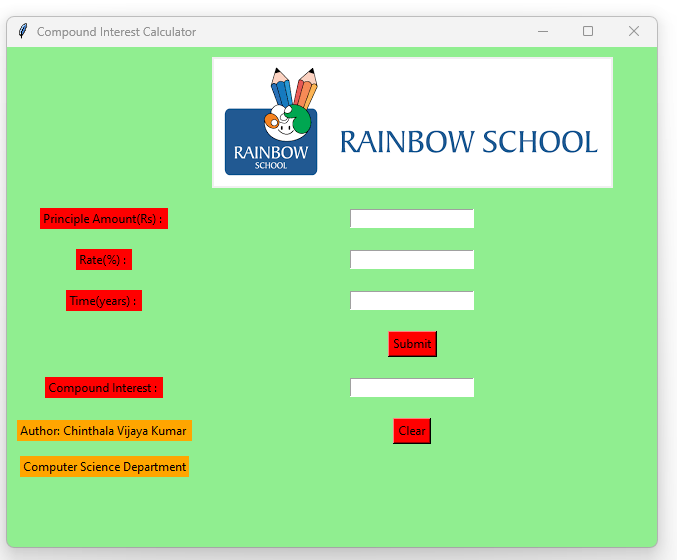 Compound Interest Calculator
RAINBOW
SCHOOL
RAINBOW SCHOOL
Principle Amount(Rs) :
Rate(%) :
Time(years) :
Submit
Compound Interest :
Author: Chinthala Vijaya Kumar
Clear
Computer Science Department